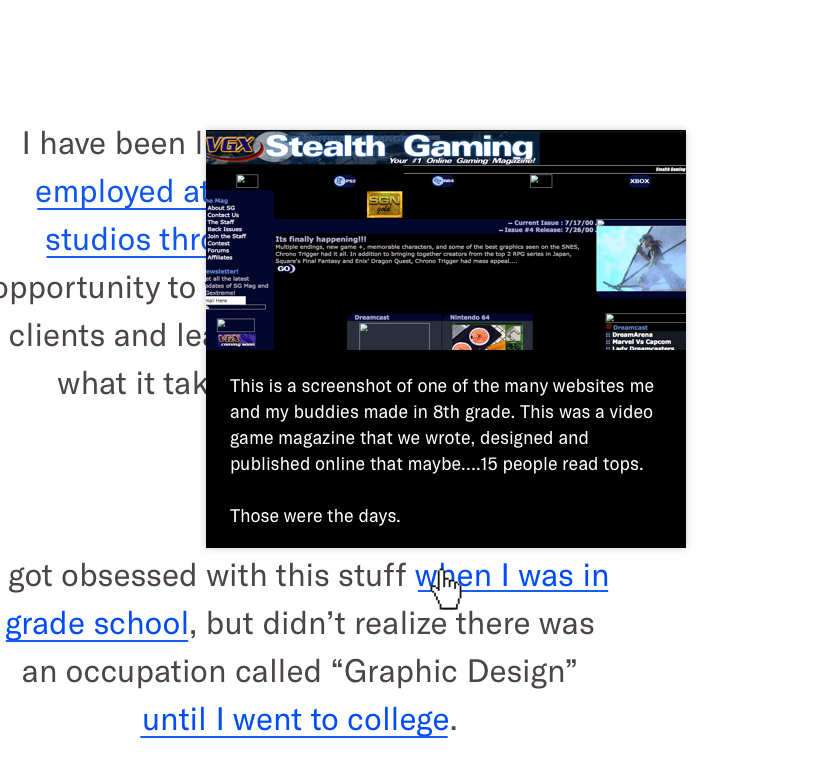 I have been l
employed at
studios thro
opportunity to
clients and lea
what it tak
VGX Stealth Gaming
Your #1 Online Gaming Magazine!
Stealth Gaming
PS2
N64
XBOX
SGN
gold
he Mag
About SG
Contact Us
The Staff
Back Issues
Join the Staff
Contest
Forums
Affiliates
-- Current Issue : 7/17/00
-- Issue #4 Release: 7/26/00
Its finally happening!!!
Multiple endings, new game +, memorable characters, and some of the best graphics seen on the SNES,
Chrono Trigger had it all. In addition to bringing together creators from the top 2 RPG series in Japan,
Square's Final Fantasy and Enix' Dragon Quest, Chrono Trigger had mass apeal....
GO
ewsletter!
et all the latest
pdates of SG Mag and
Gextreme!
mail Here
VGX
coming soon
Dreamcast
Nintendo 64
Dreamcast
DreamArena
Marvel Vs Capcom
Lady Dreamcasters
This is a screenshot of one of the many websites me
and my buddies made in 8th grade. This was a video
game magazine that we wrote, designed and
published online that maybe....15 people read tops.
Those were the days.
got obsessed with this stuff when I was in
grade school, but didn’t realize there was
an occupation called “Graphic Design”
until I went to college.